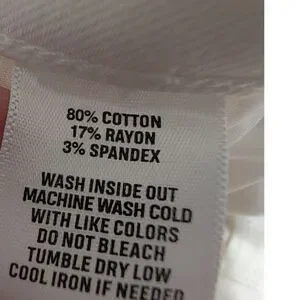 80% COTTON
17% RAYON
3% SPANDEX
WASH INSIDE OUT
MACHINE WASH COLD
WITH LIKE COLORS
DO NOT BLEACH
TUMBLE DRY LOW
COOL IRON IF NEEDED